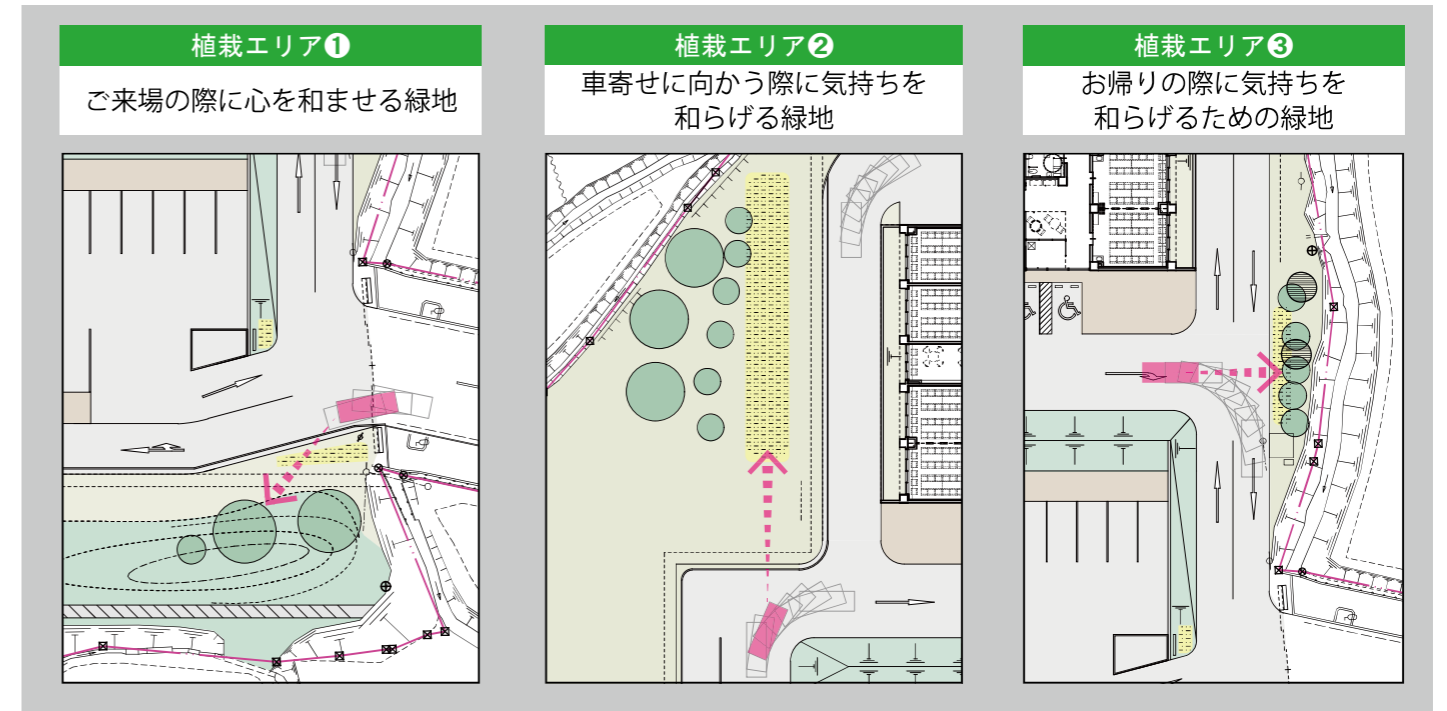 植栽エリア❶
ご来場の際に心を和ませる緑地
植栽エリア❷
車寄せに向かう際に気持ちを
和らげる緑地
植栽エリア❸
お帰りの際に気持ちを
和らげるための緑地